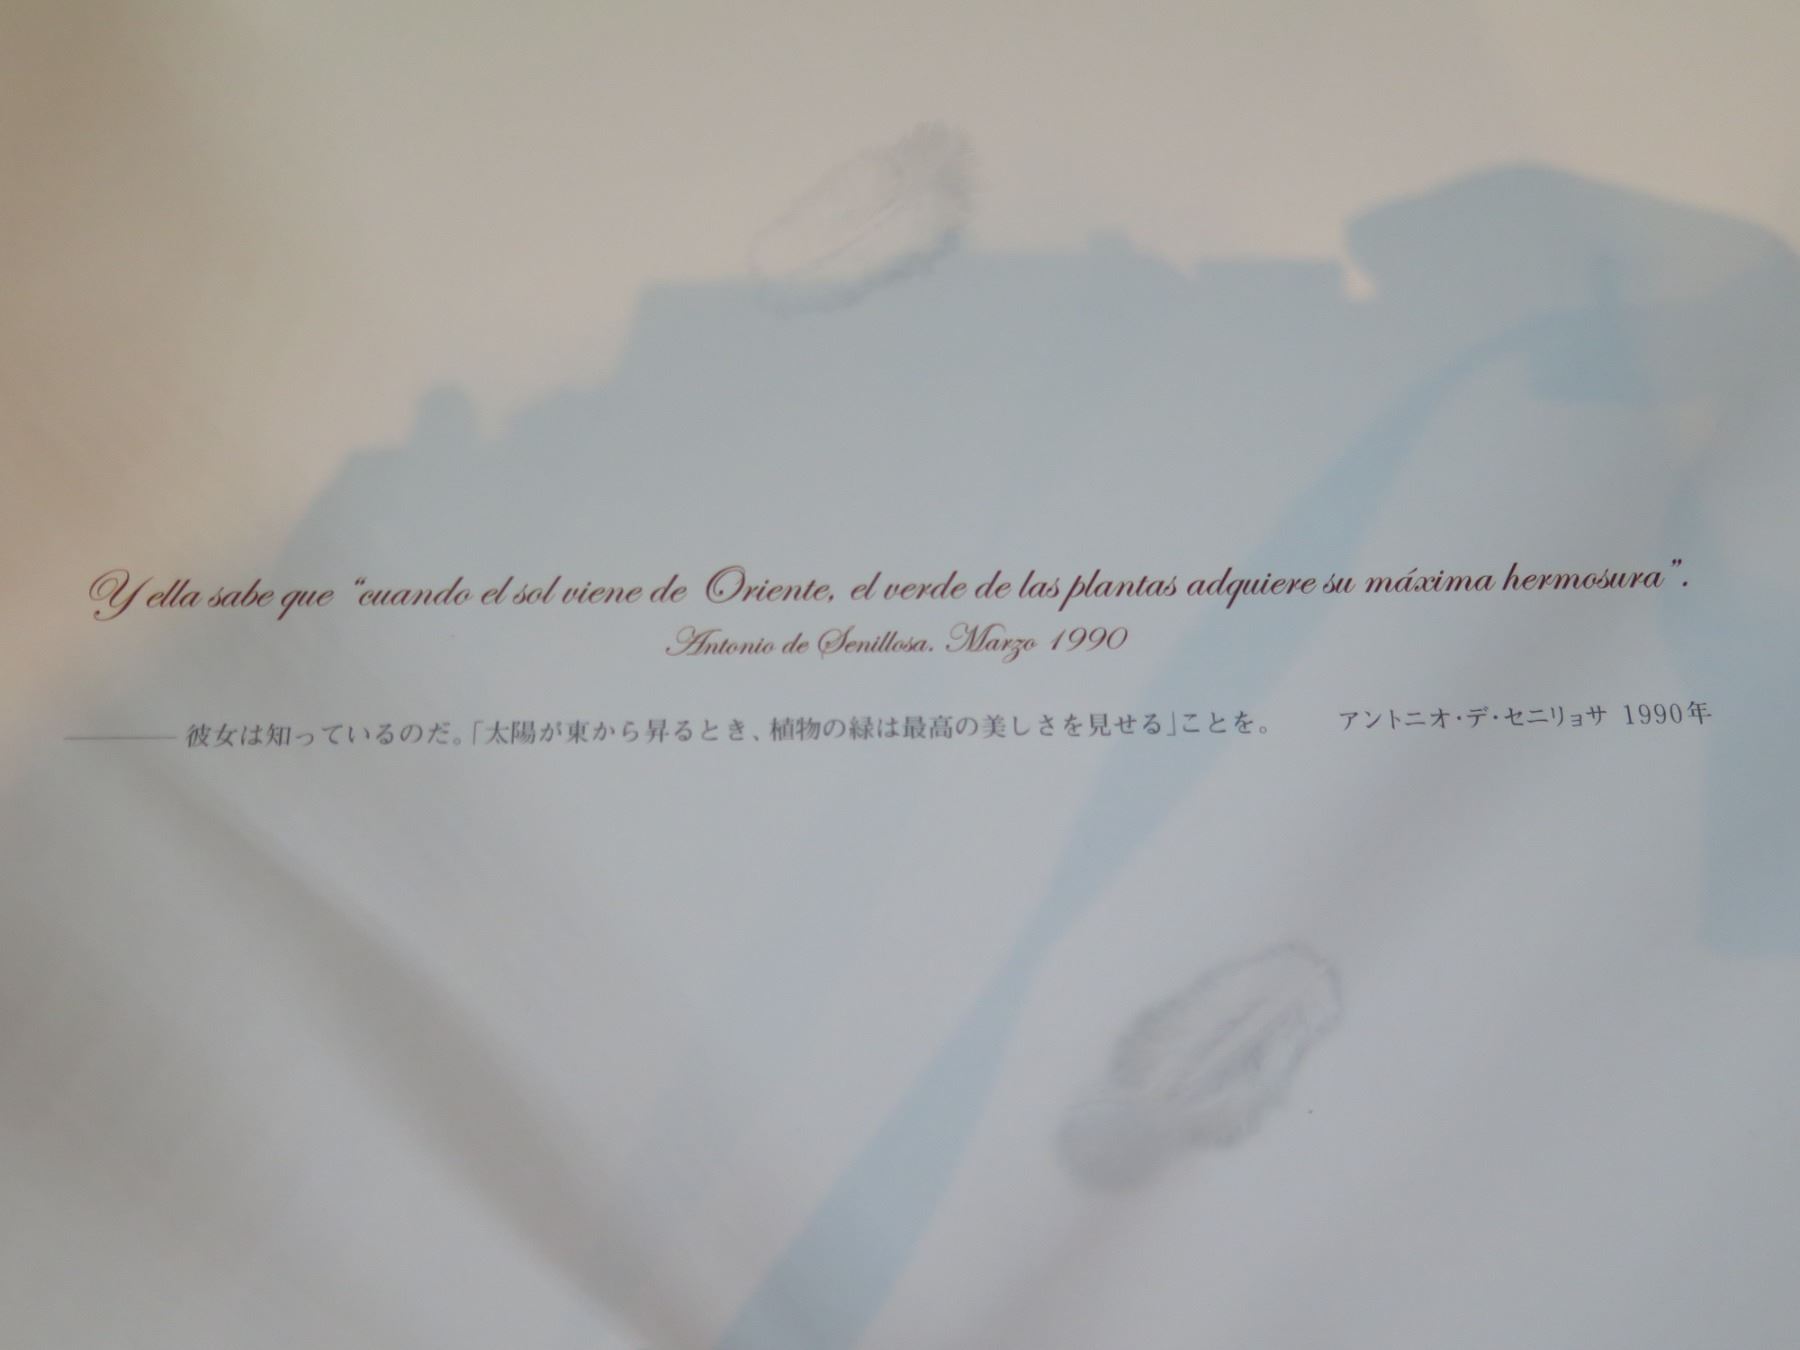 Y ella sabe que “cuando el sol viene de Oriente, el verde de las plantas adquiere su máxima hermosura”.
Antonio de Senillosa. Marzo 1990
———彼女は知っているのだ。「太陽が東から昇るとき、植物の緑は最高の美しさを見せる」ことを。　アントニオ・デ・セニリョサ 1990年